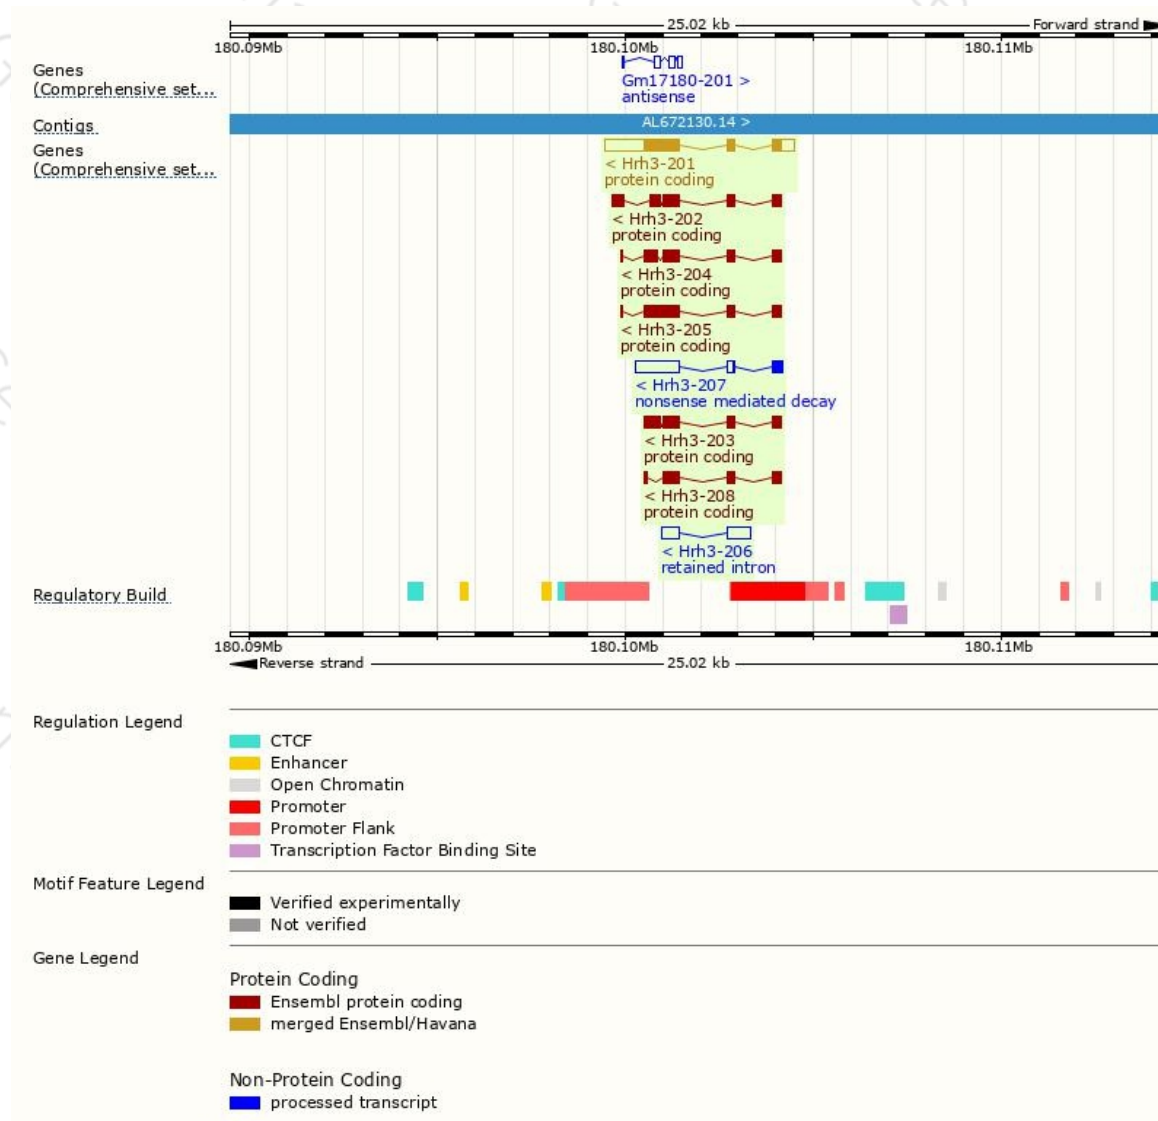 25.02 kb
Forward strand
180.09Mb 180.10Mb 180.11Mb
Genes
(Comprehensive set...
Gm17180-201 >
antisense
Contigs
AL672130.14 >
Genes
(Comprehensive set...
< Hrh3-201
protein coding
< Hrh3-202
protein coding
< Hrh3-204
protein coding
< Hrh3-205
protein coding
< Hrh3-207
nonsense mediated decay
< Hrh3-203
protein coding
< Hrh3-208
protein coding
< Hrh3-206
retained intron
Regulatory Build
180.09Mb 180.10Mb 180.11Mb
Reverse strand
25.02 kb
Regulation Legend
CTCF
Enhancer
Open Chromatin
Promoter
Promoter Flank
Transcription Factor Binding Site
Motif Feature Legend
Verified experimentally
Not verified
Gene Legend
Protein Coding
Ensembl protein coding
merged Ensembl/Havana
Non-Protein Coding
processed transcript